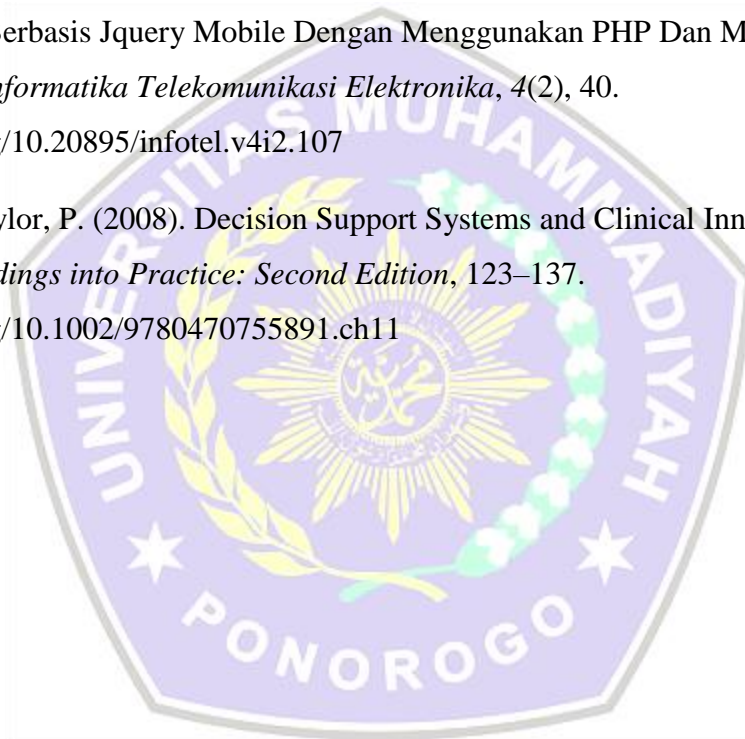 Berbasis Jquery Mobile Dengan Menggunakan PHP Dan M
nformatika Telekomunikasi Elektronika, 4(2), 40.
/10.20895/infotel.v4i2.107
ylor, P. (2008). Decision Support Systems and Clinical Inn
dings into Practice: Second Edition, 123–137.
/10.1002/9780470755891.ch11
UNIVERSITAS MUHAMMADIYAH
PONOROGO